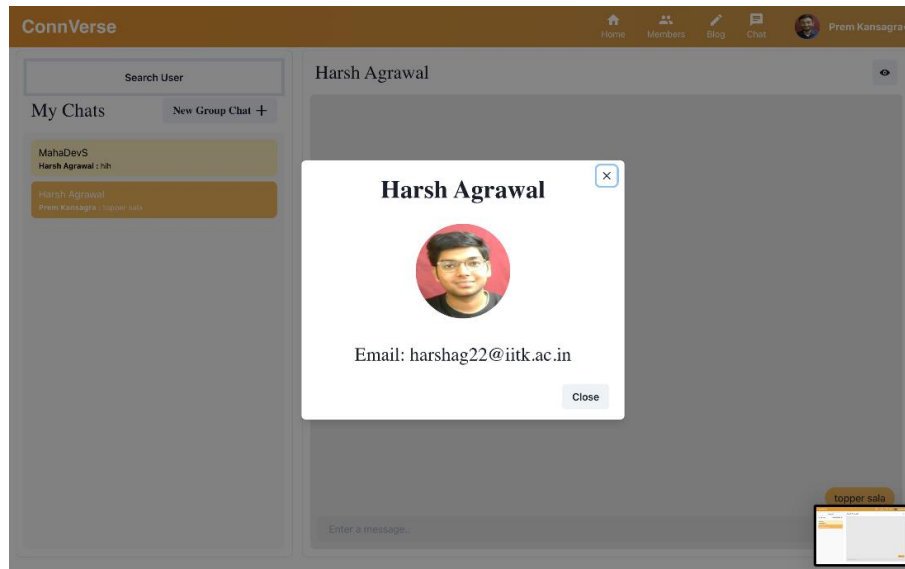 ConnVerse
Home
Members
Blog
Chat
Prem Kansagra
Search User
My Chats
New Group Chat +
MahaDevS
Harsh Agrawal : hih
Harsh Agrawal
Prem Kansagra : topper sala
Harsh Agrawal
Harsh Agrawal
Email: harshag22@iitk.ac.in
Close
topper sala
Enter a message..